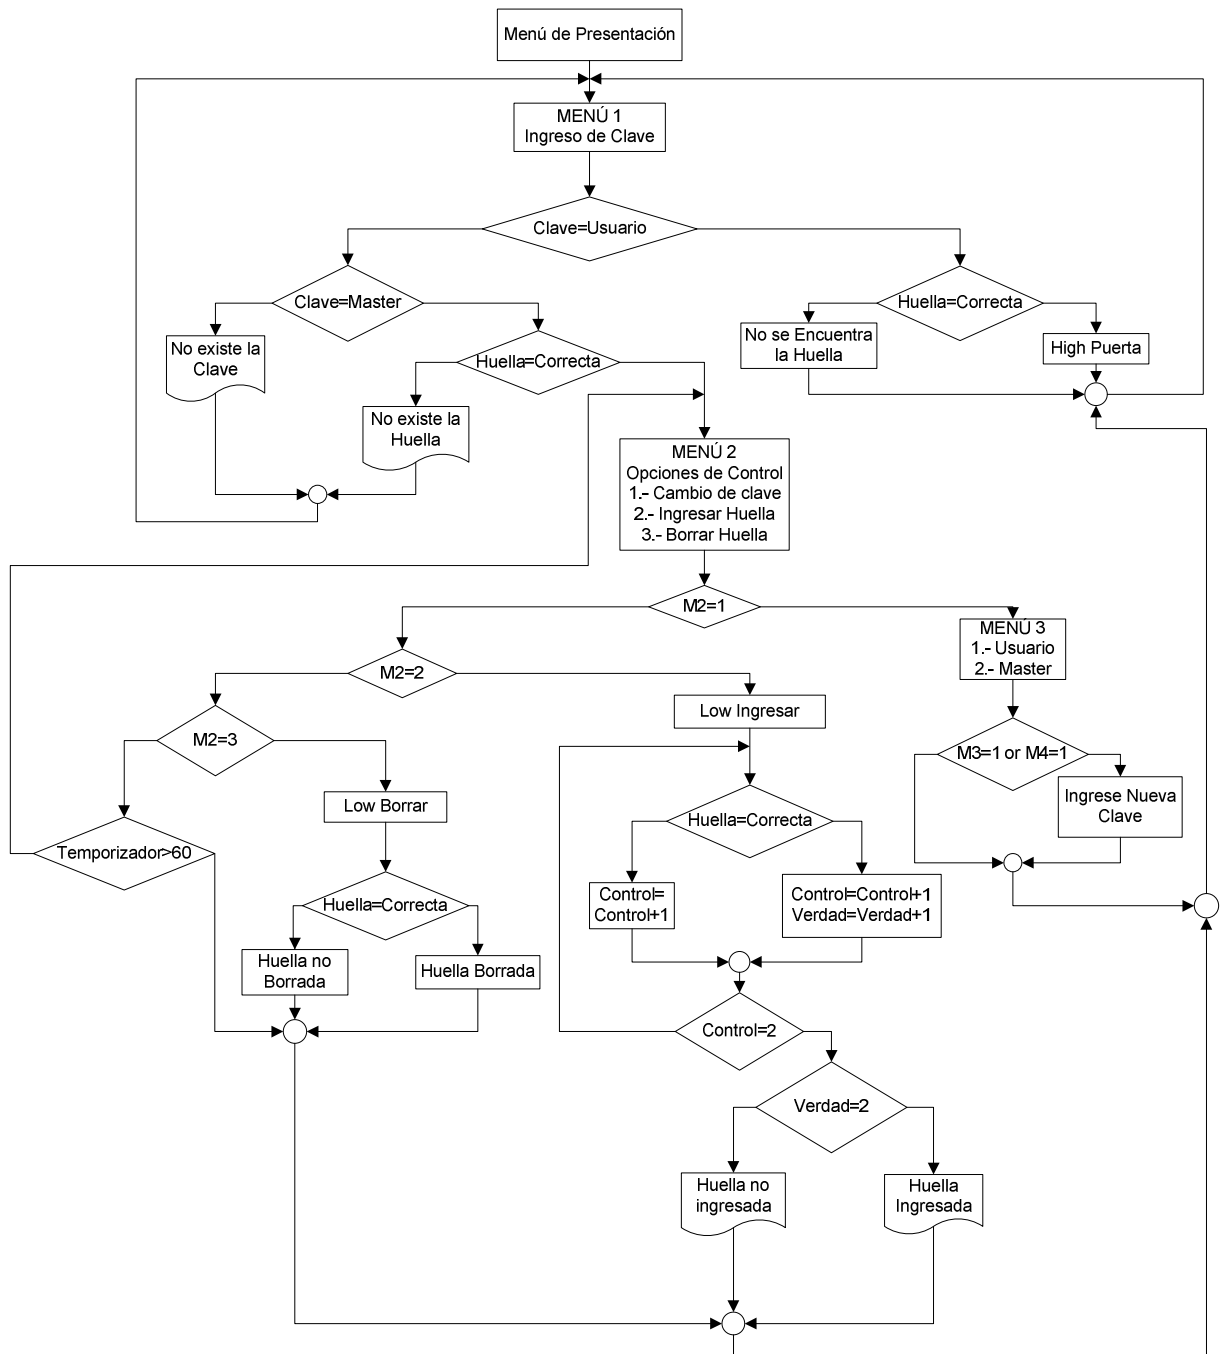 Menú de Presentación
MENÚ 1
Ingreso de Clave
Clave=Usuario
Clave=Master
Huella=Correcta
No existe la
Clave
Huella=Correcta
No se Encuentra
la Huella
High Puerta
No existe la
Huella
MENÚ 2
Opciones de Control
1.- Cambio de clave
2.- Ingresar Huella
3.- Borrar Huella
M2=1
MENÚ 3
1.- Usuario
2.- Master
M2=2
Low Ingresar
M2=3
M3=1 or M4=1
Low Borrar
Ingrese Nueva
Clave
Huella=Correcta
Temporizador>60
Control=
Control+1
Control=Control+1
Verdad=Verdad+1
Huella=Correcta
Huella no
Borrada
Huella Borrada
Control=2
Verdad=2
Huella no
ingresada
Huella
Ingresada